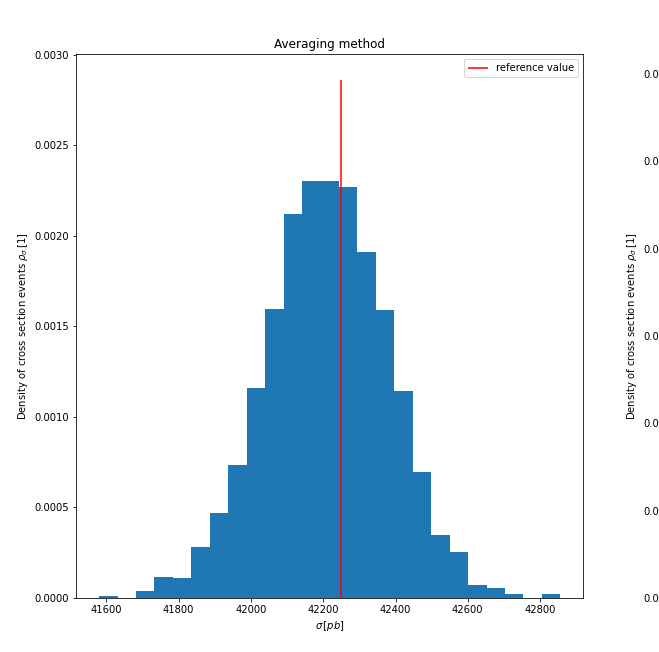 Averaging method
reference value
0.0030
0.0025
0.0020
0.0015
0.0010
0.0005
0.0000
Density of cross section events ρσ [1]
41600 41800 42000 42200 42400 42600 42800
σ[pb]
Density of cross section events ρσ [1]
0.0
0.0
0.0
0.0
0.0
0.0
0.0